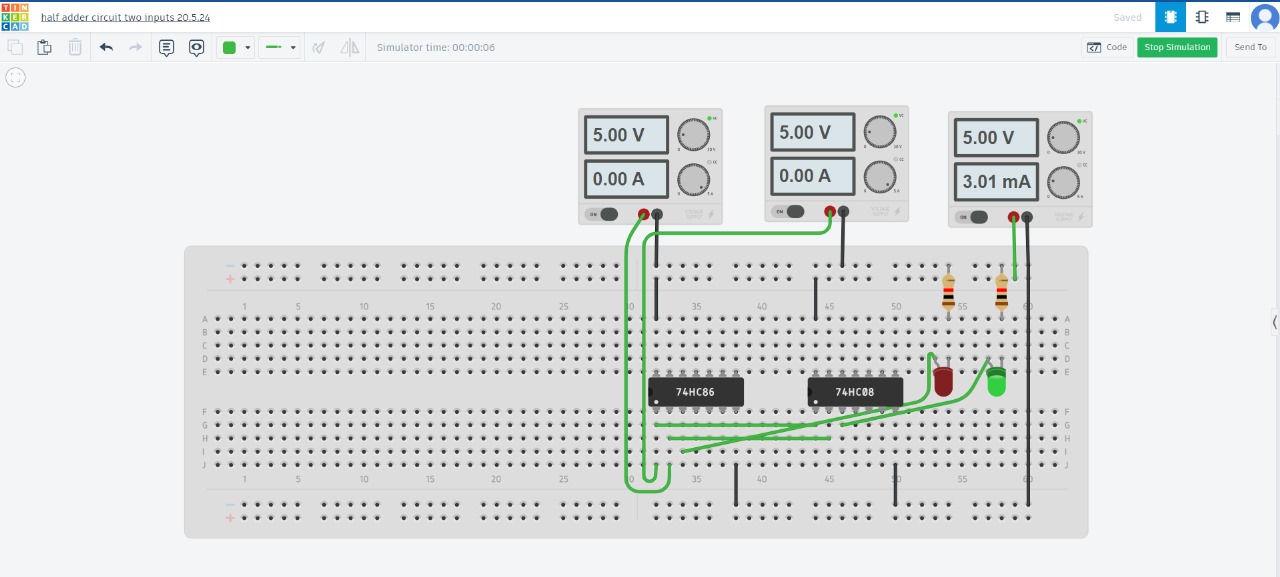 TIN
KER
CAD
half adder circuit two inputs 20.5.24
Saved
Simulator time: 00:00:06
Code
Stop Simulation
Send To
5.00 V
0.00 A
ON
5.00 V
0.00 A
ON
5.00 V
3.01 mA
ON
1 5 10 15 20 25 30 35 40 45 50 55 60
A A
B B
C C
D D
E E
74HC86
74HC08
F F
G G
H H
I I
J J
1 5 10 15 20 25 30 35 40 45 50 55 60